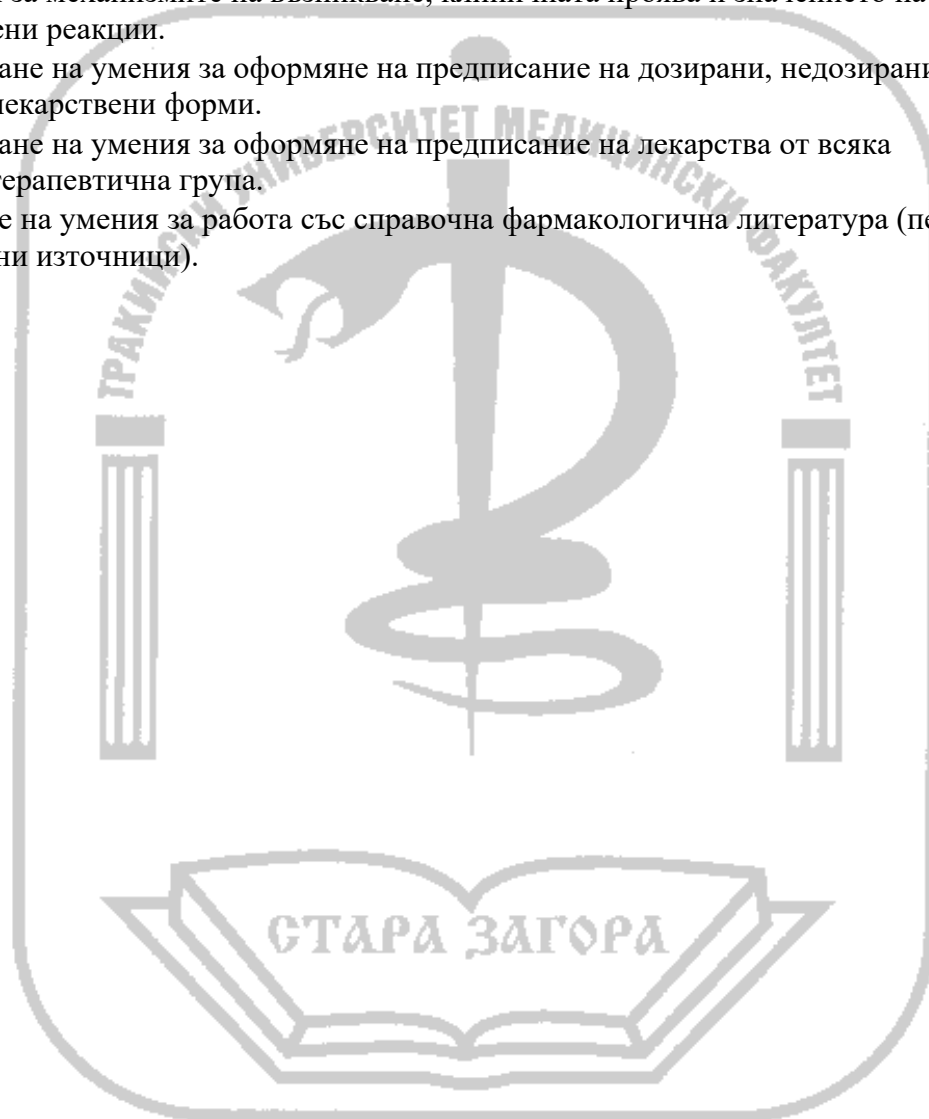 за механизмите на възникване, клиничната проява и значението на
ени реакции.
ане на умения за оформяне на предписание на дозирани, недозирани
лекарствени форми.
ане на умения за оформяне на предписание на лекарства от всяка
терапевтична група.
е на умения за работа със справочна фармакологична литература (пе
ни източници).
ТРАКИЙСКИ УНИВЕРСИТЕТ МЕДИЦИНСКИ ФАКУЛТЕТ
СТАРА ЗАГОРА